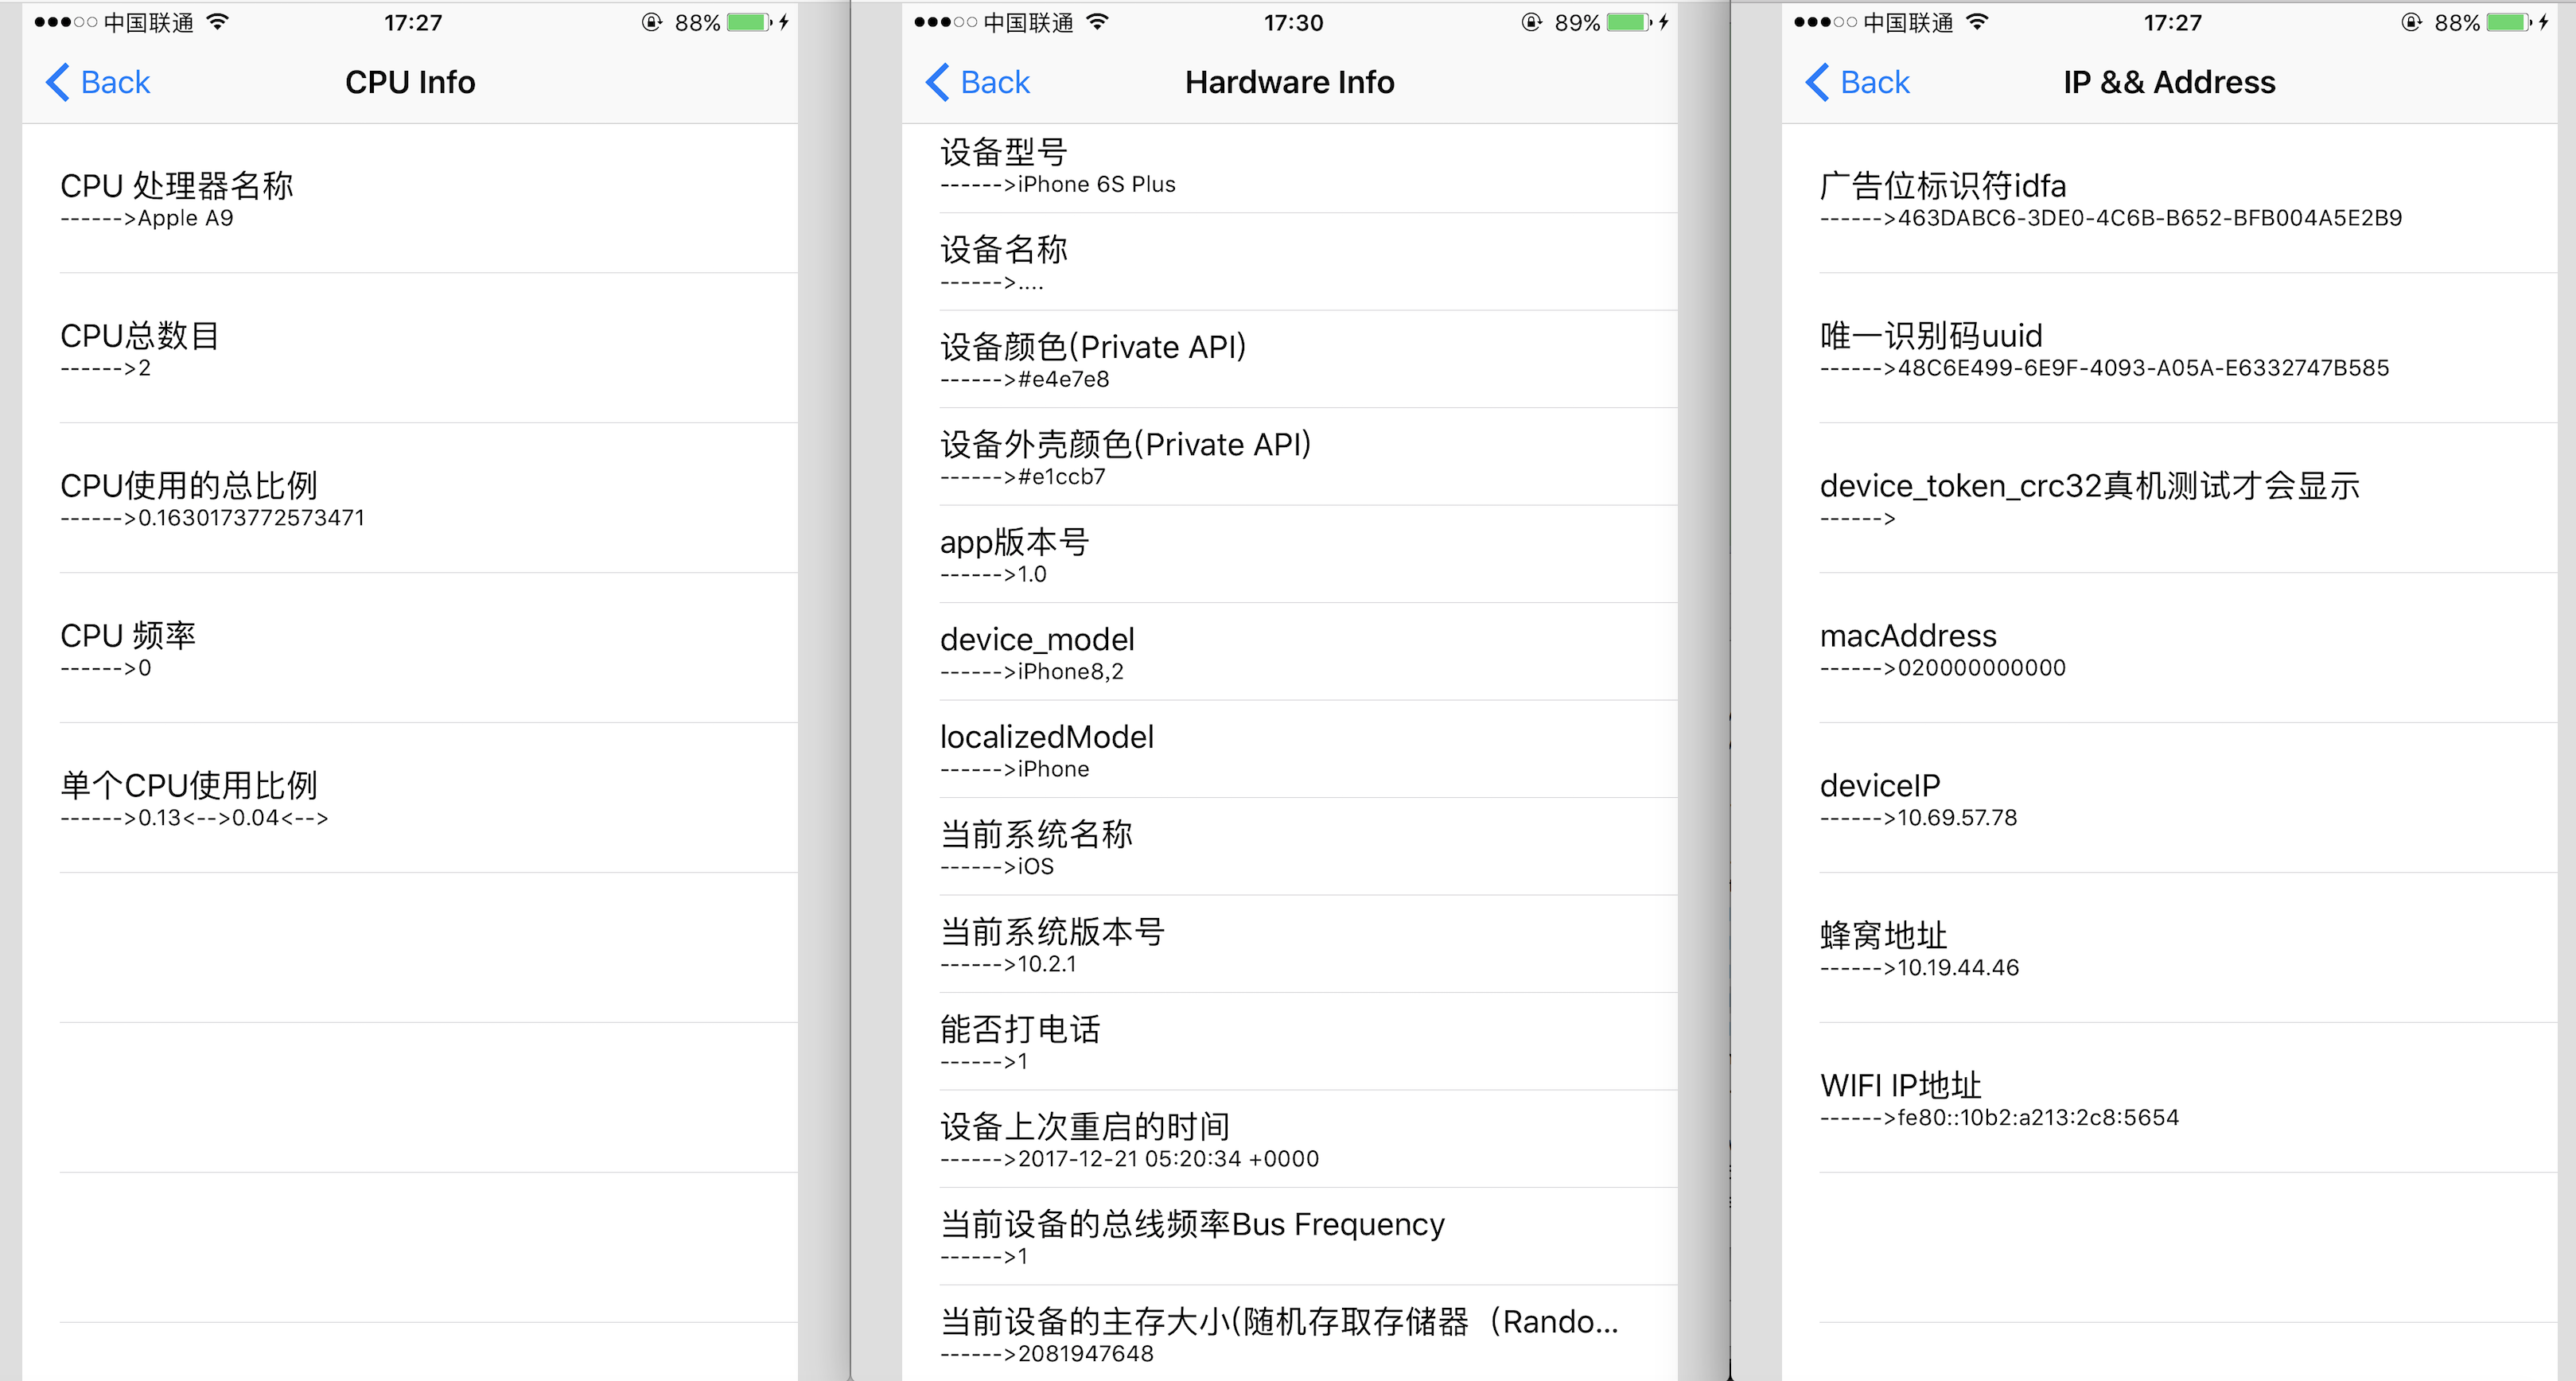 中国联通 17:27 88%
Back CPU Info
CPU 处理器名称
------>Apple A9
CPU总数目
------>2
CPU使用的总比例
------>0.1630173772573471
CPU 频率
------>0
单个CPU使用比例
------>0.13<-->0.04<-->
中国联通 17:30 89%
Back Hardware Info
设备型号
------>iPhone 6S Plus
设备名称
------>....
设备颜色(Private API)
------>#e4e7e8
设备外壳颜色(Private API)
------>#e1ccb7
app版本号
------>1.0
device_model
------>iPhone8,2
localizedModel
------>iPhone
当前系统名称
------>iOS
当前系统版本号
------>10.2.1
能否打电话
------>1
设备上次重启的时间
------>2017-12-21 05:20:34 +0000
当前设备的总线频率Bus Frequency
------>1
当前设备的主存大小(随机存取存储器（Rando...
------>2081947648
中国联通 17:27 88%
Back IP && Address
广告位标识符idfa
------>463DABC6-3DE0-4C6B-B652-BFB004A5E2B9
唯一识别码uuid
------>48C6E499-6E9F-4093-A05A-E6332747B585
device_token_crc32真机测试才会显示
------>
macAddress
------>020000000000
deviceIP
------>10.69.57.78
蜂窝地址
------>10.19.44.46
WIFI IP地址
------>fe80::10b2:a213:2c8:5654